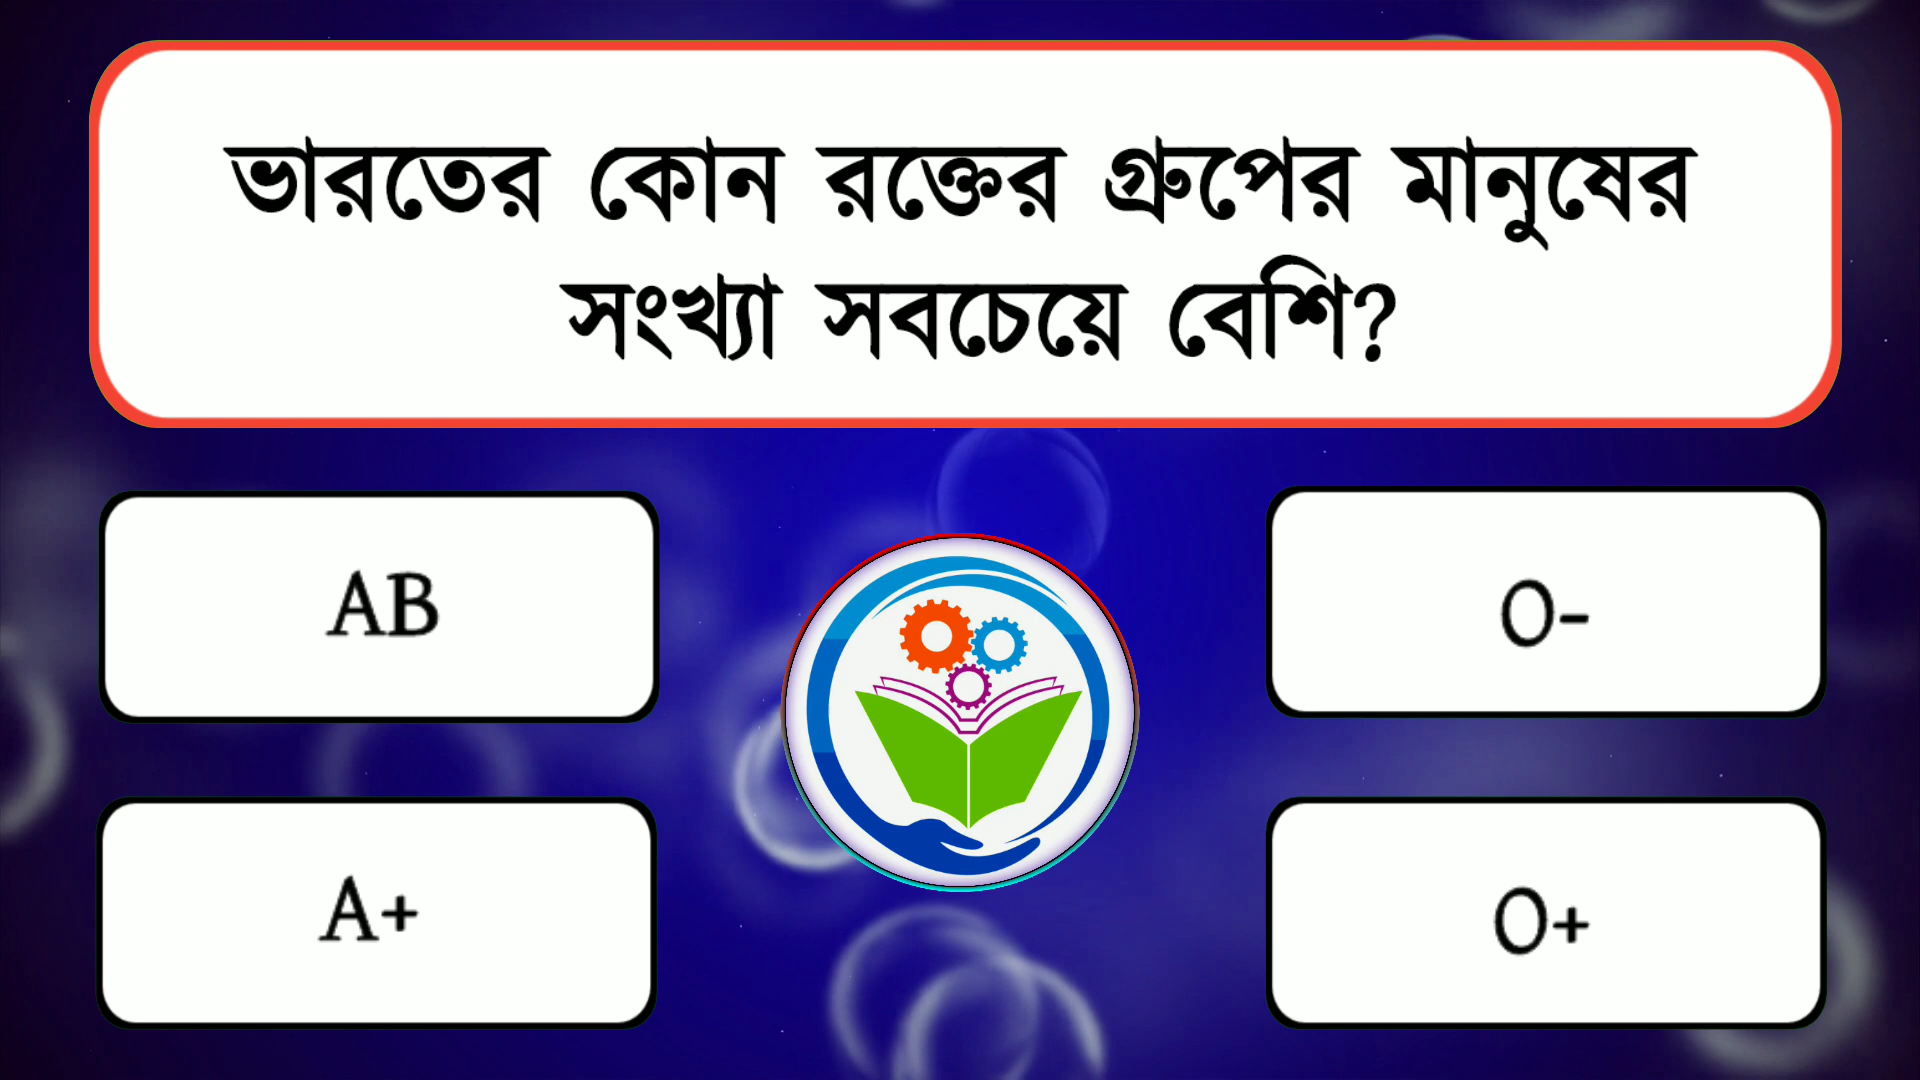 ভারতের কোন রক্তের গ্রুপের মানুষের
সংখ্যা সবচেয়ে বেশি?
AB
O-
A+
O+